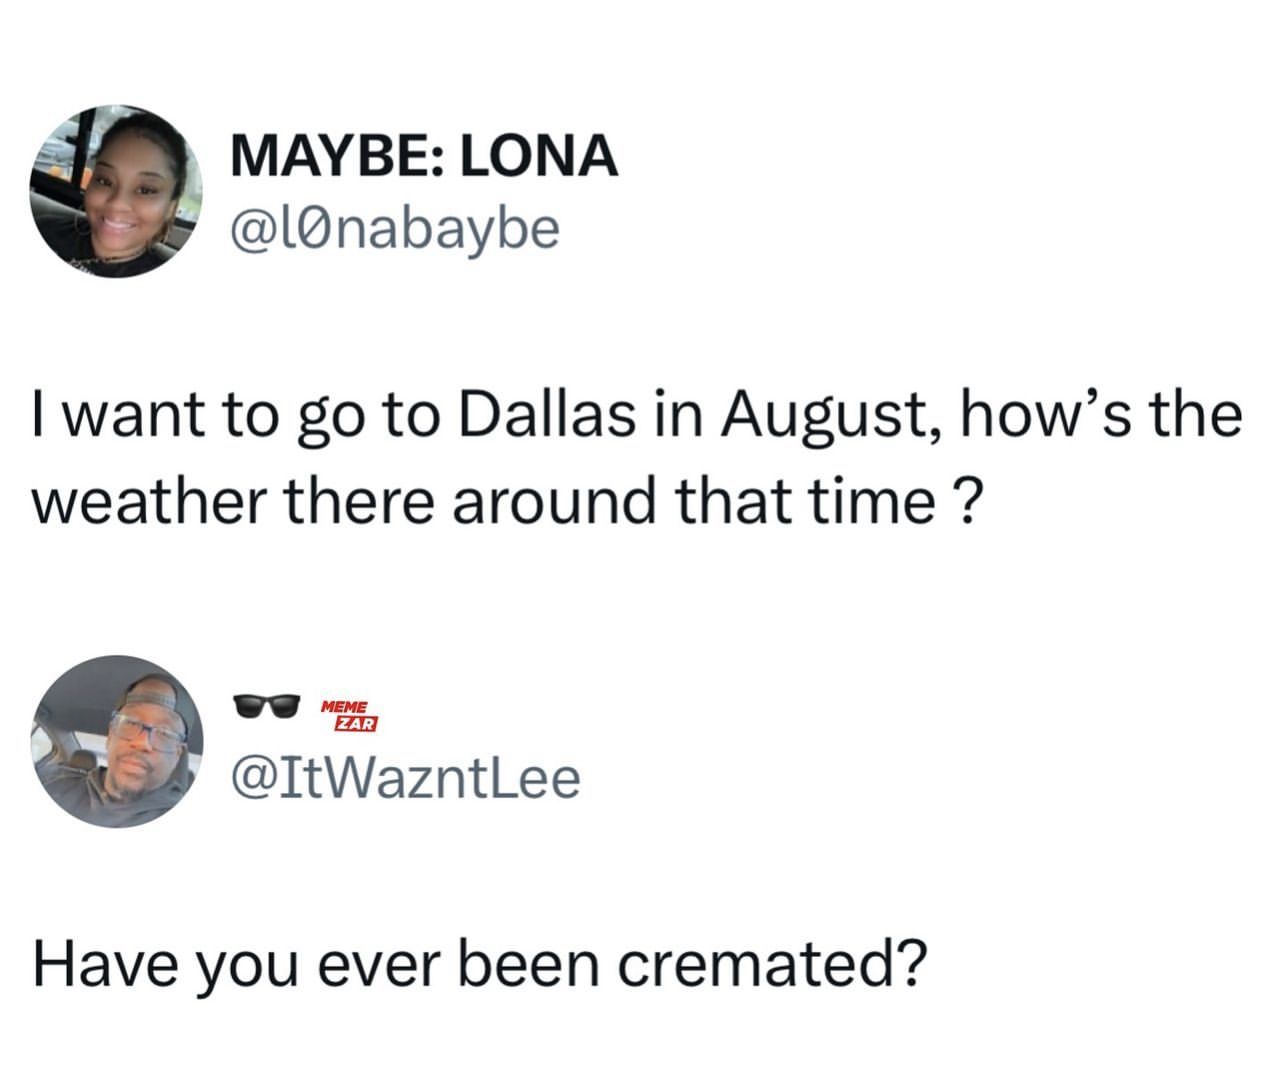 MAYBE: LONA
@l0nabaybe
I want to go to Dallas in August, how’s the
weather there around that time ?
MEME
ZAR
@ItWazntLee
Have you ever been cremated?